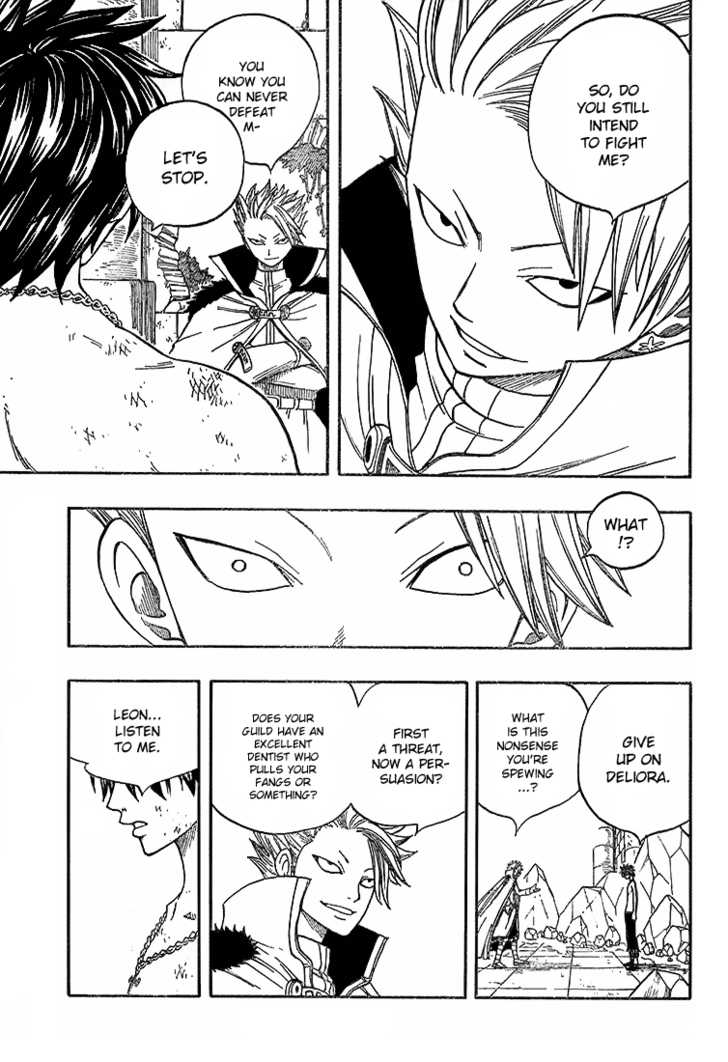 SO, DO
YOU STILL
INTEND
TO FIGHT
ME?
YOU
KNOW YOU
CAN NEVER
DEFEAT
M-
LET'S
STOP.
WHAT
!?
GIVE
UP ON
DELIORA.
WHAT
IS THIS
NONSENSE
YOU'RE
SPEWING
...?
FIRST
A THREAT,
NOW A PER-
SUASION?
DOES YOUR
GUILD HAVE AN
EXCELLENT
DENTIST WHO
PULLS YOUR
FANGS OR
SOMETHING?
LEON...
LISTEN
TO ME.